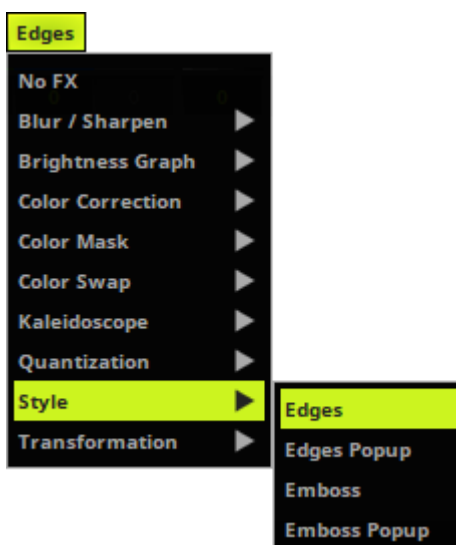 Edges
No FX
Blur / Sharpen
Brightness Graph
Color Correction
Color Mask
Color Swap
Kaleidoscope
Quantization
Style
Transformation
Edges
Edges Popup
Emboss
Emboss Popup